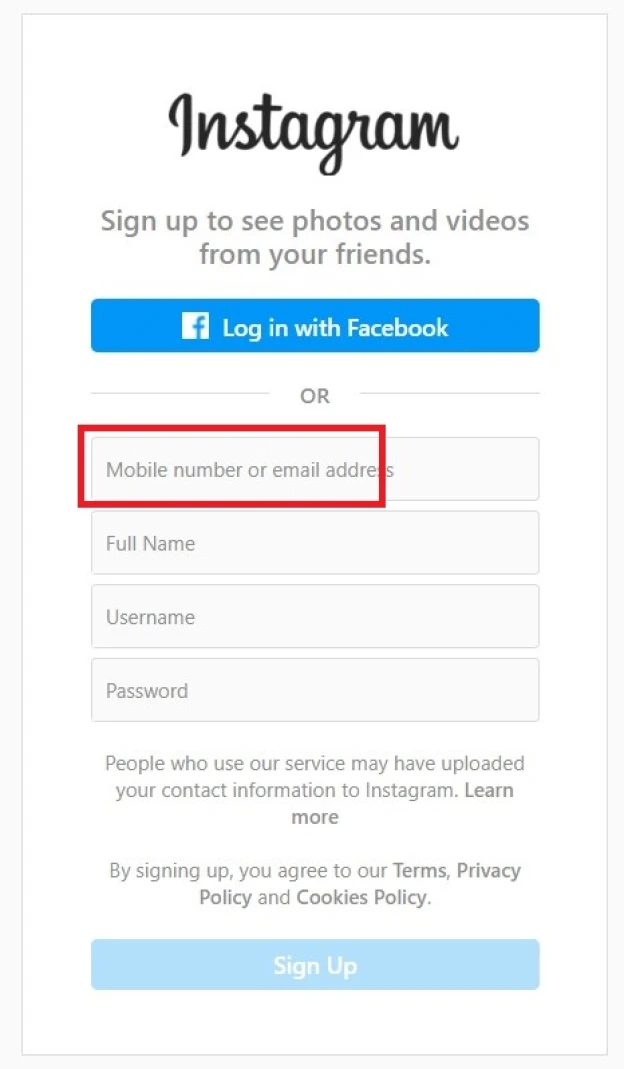 Instagram
Sign up to see photos and videos
from your friends.
Log in with Facebook
OR
Mobile number or email address
Full Name
Username
Password
People who use our service may have uploaded
your contact information to Instagram. Learn
more
By signing up, you agree to our Terms, Privacy
Policy and Cookies Policy.
Sign Up